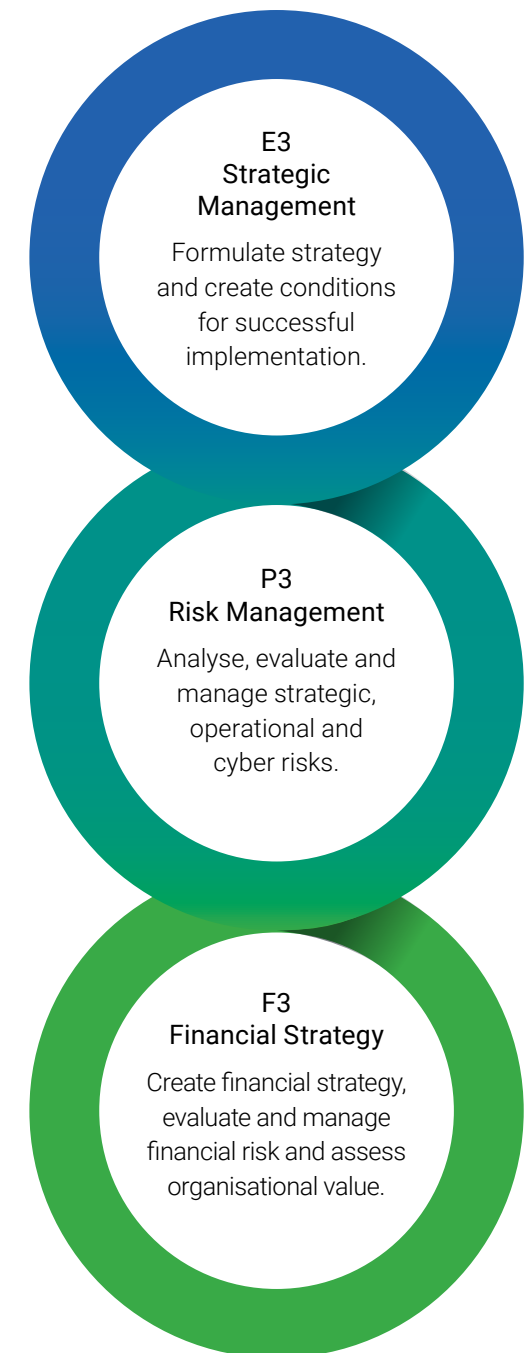 E3
Strategic
Management
Formulate strategy
and create conditions
for successful
implementation.
P3
Risk Management
Analyse, evaluate and
manage strategic,
operational and
cyber risks.
F3
Financial Strategy
Create financial strategy,
evaluate and manage
financial risk and assess
organisational value.